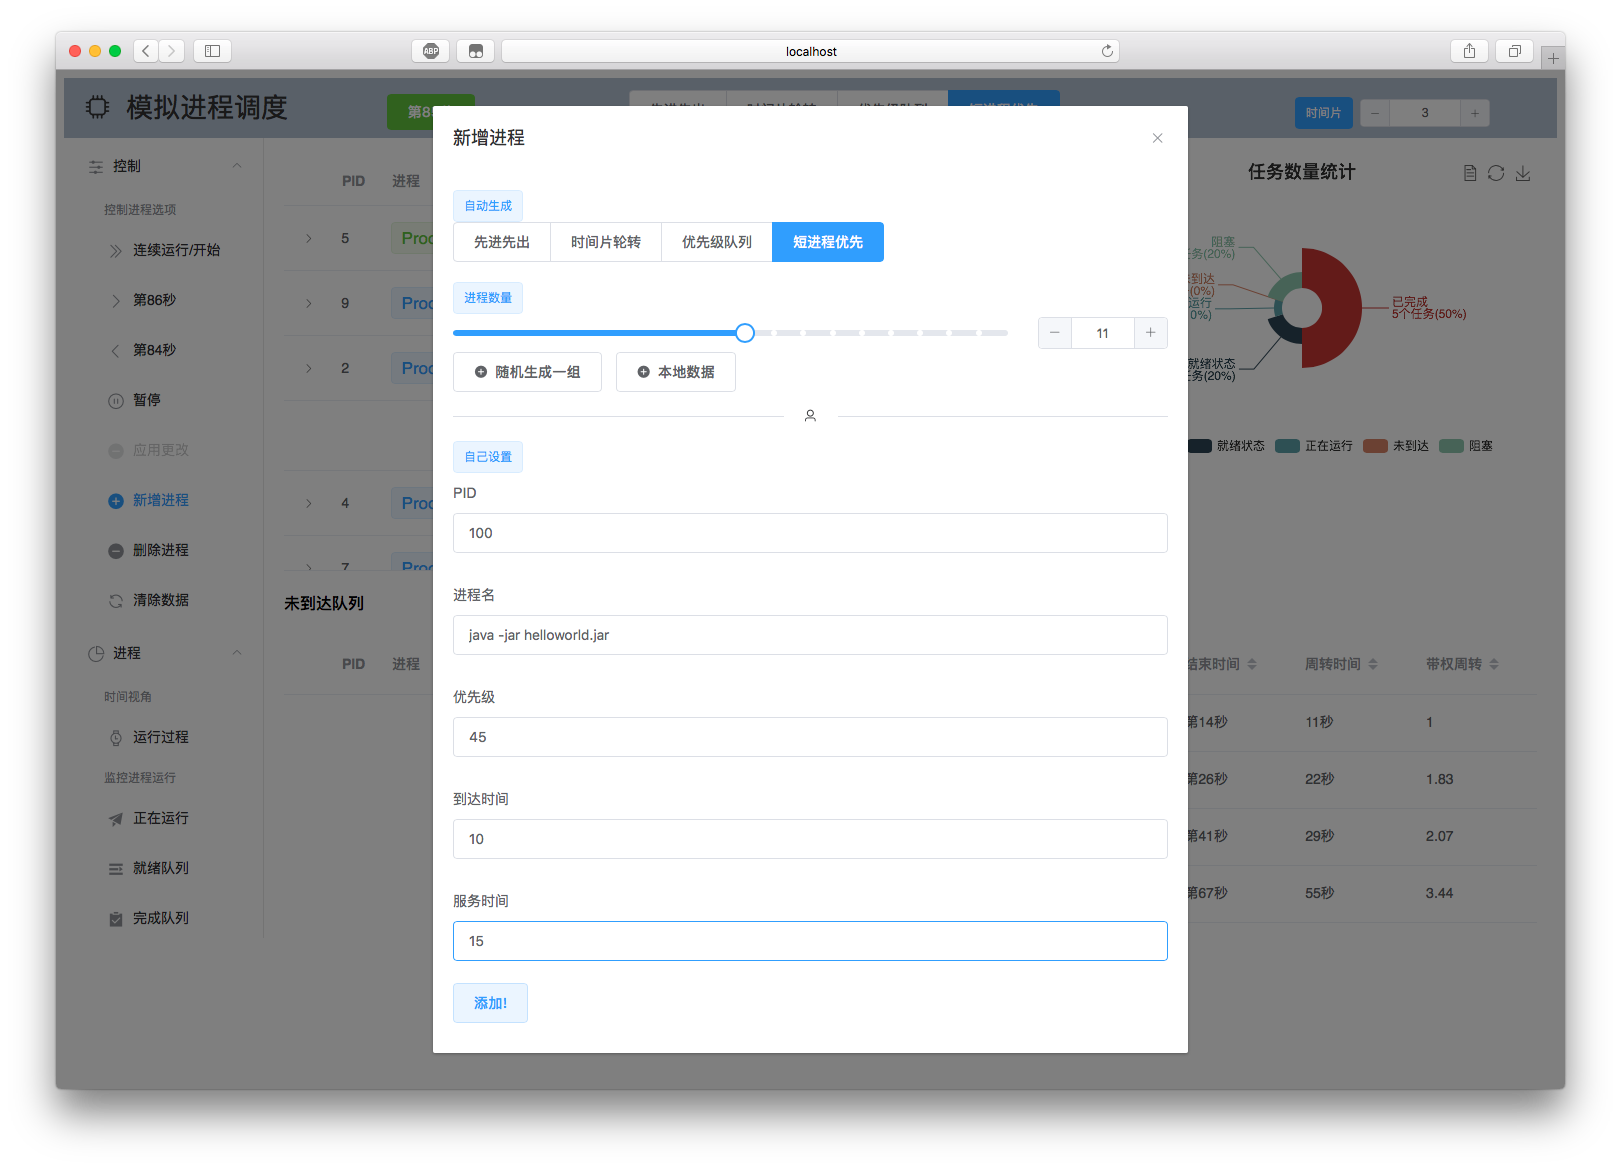 ABP
localhost
模拟进程调度
第8
时间片
3
控制
控制进程选项
连续运行/开始
第86秒
第84秒
暂停
应用更改
新增进程
删除进程
清除数据
进程
时间视角
运行过程
监控进程运行
正在运行
就绪队列
完成队列
PID 进程
5 Proc
9 Proc
2 Proc
4 Proc
7 Proc
未到达队列
PID 进程
新增进程
自动生成
先进先出 时间片轮转 优先级队列 短进程优先
进程数量
11
随机生成一组 本地数据
自己设置
PID
100
进程名
java -jar helloworld.jar
优先级
45
到达时间
10
服务时间
15
添加!
任务数量统计
阻塞
任务(20%)
未到达
(0%)
运行
0%)
就绪状态
任务(20%)
已完成
5个任务(50%)
就绪状态 正在运行 未到达 阻塞
结束时间 周转时间 带权周转
第14秒 11秒 1
第26秒 22秒 1.83
第41秒 29秒 2.07
第67秒 55秒 3.44